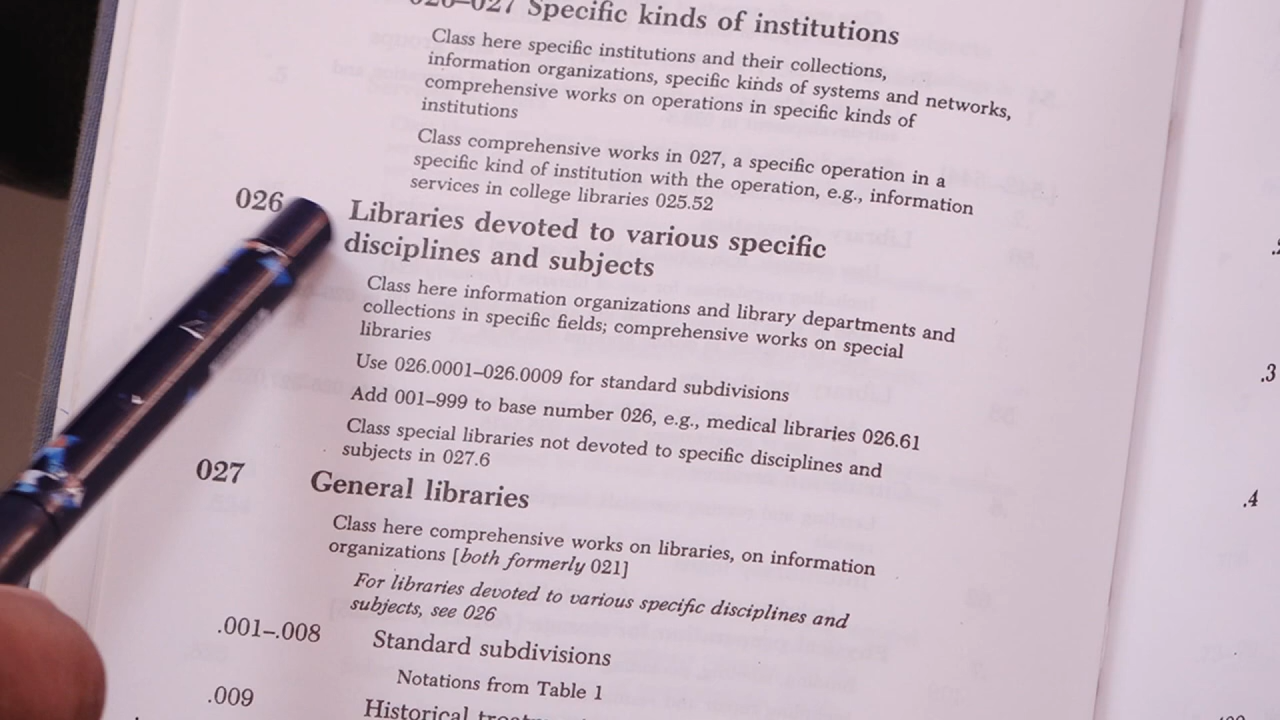 026–027 Specific kinds of institutions
Class here specific institutions and their collections,
information organizations, specific kinds of systems and networks,
comprehensive works on operations in specific kinds of
institutions
Class comprehensive works in 027, a specific operation in a
specific kind of institution with the operation, e.g., information
services in college libraries 025.52
026 Libraries devoted to various specific
disciplines and subjects
Class here information organizations and library departments and
collections in specific fields; comprehensive works on special
libraries
Use 026.0001–026.0009 for standard subdivisions
Add 001–999 to base number 026, e.g., medical libraries 026.61
Class special libraries not devoted to specific disciplines and
subjects in 027.6
027 General libraries
Class here comprehensive works on libraries, on information
organizations [both formerly 021]
For libraries devoted to various specific disciplines and
subjects, see 026
.001–.008 Standard subdivisions
Notations from Table 1
.009 Historical
.3
.4